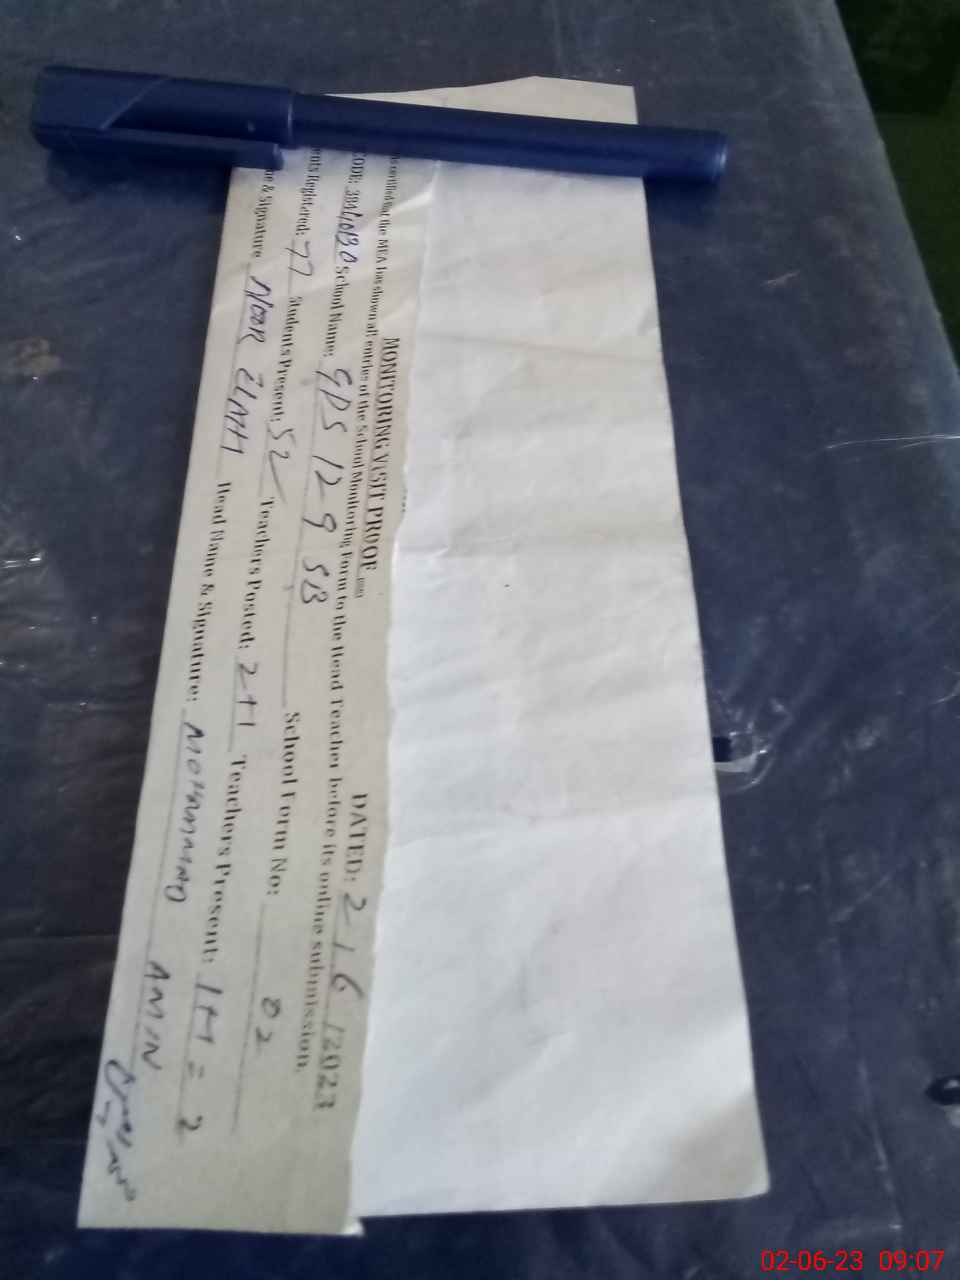 MONITORING VISIT PROOF DATED: 2/6/2023
certified that the MEA has shown all entries of the School Monitoring Form to the Head Teacher before its online submission.
CODE: School Name: GPS 129 SB School Form No: 02
ents Registered: 77 Students Present: 52 Teachers Posted: 2+1 Teachers Present: 1+1 = 2
me & Signature NOOR ELAHI Head Name & Signature: MOHAMMAD AMIN
02-06-23 09:07